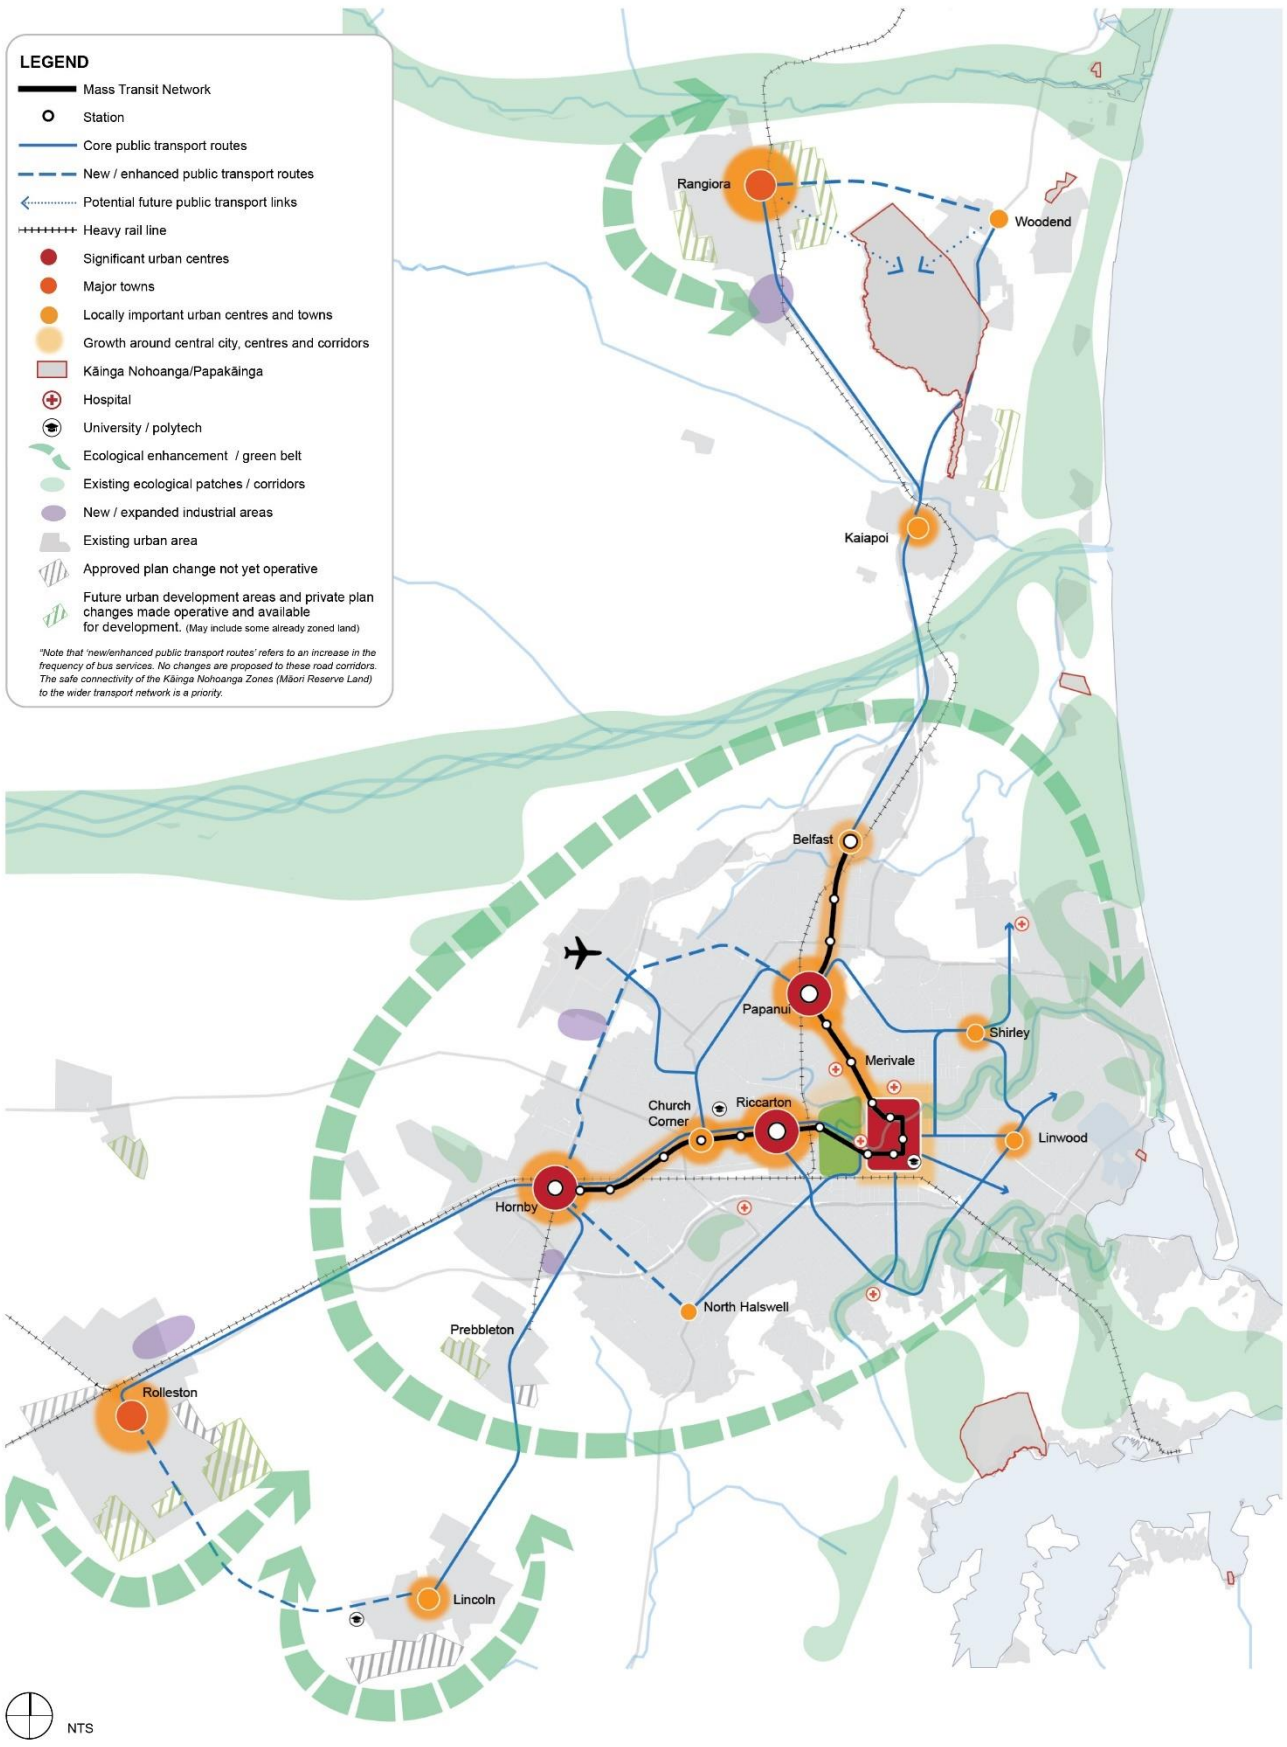 LEGEND
Mass Transit Network
Station
Core public transport routes
New / enhanced public transport routes
Potential future public transport links
Heavy rail line
Significant urban centres
Major towns
Locally important urban centres and towns
Growth around central city, centres and corridors
Kāinga Nohoanga/Papakāinga
Hospital
University / polytech
Ecological enhancement / green belt
Existing ecological patches / corridors
New / expanded industrial areas
Existing urban area
Approved plan change not yet operative
Future urban development areas and private plan
changes made operative and available
for development. (May include some already zoned land)
"Note that 'new/enhanced public transport routes' refers to an increase in the
frequency of bus services. No changes are proposed to these road corridors.
The safe connectivity of the Kāinga Nohoanga Zones (Māori Reserve Land)
to the wider transport network is a priority.
Rangiora
Woodend
Kaiapoi
Belfast
Papanui
Shirley
Merivale
Church
Corner
Riccarton
Linwood
Hornby
North Halswell
Prebbleton
Rolleston
Lincoln
NTS